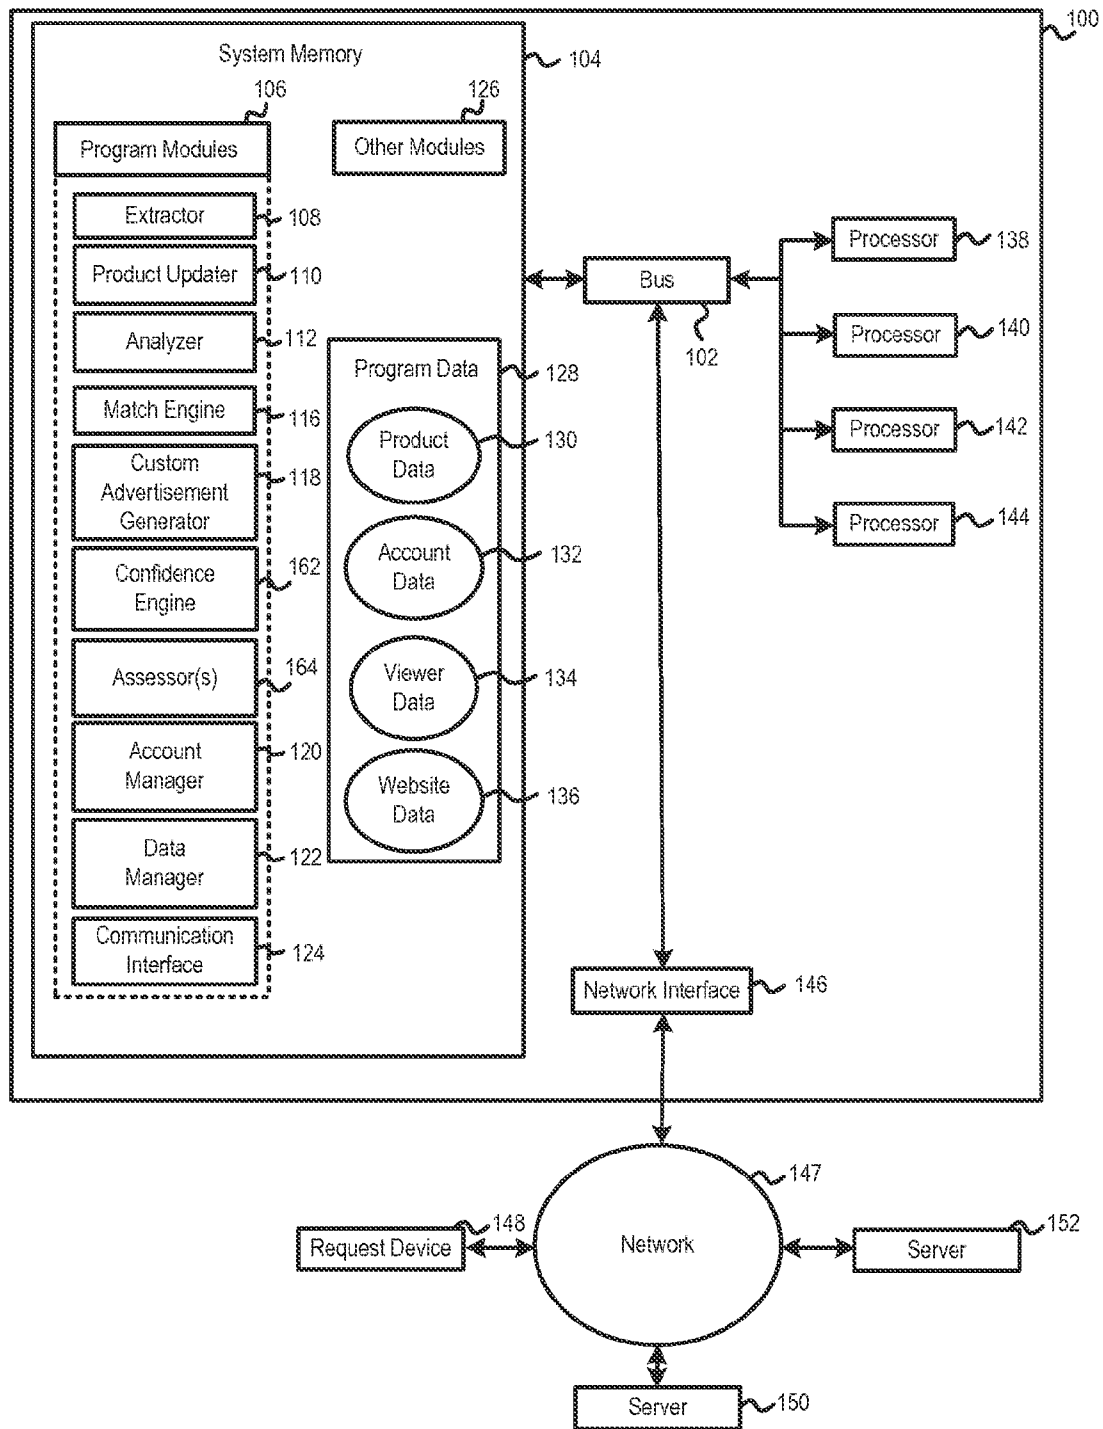 100
System Memory
104
106
126
Program Modules
Other Modules
Extractor
108
Product Updater
110
Analyzer
112
Match Engine
116
Custom
Advertisement
Generator
118
Confidence
Engine
162
Assessor(s)
164
Account
Manager
120
Data
Manager
122
Communication
Interface
124
Program Data
128
Product
Data
130
Account
Data
132
Viewer
Data
134
Website
Data
136
Bus
102
Processor
138
Processor
140
Processor
142
Processor
144
Network Interface
146
147
Network
148
Request Device
152
Server
Server
150